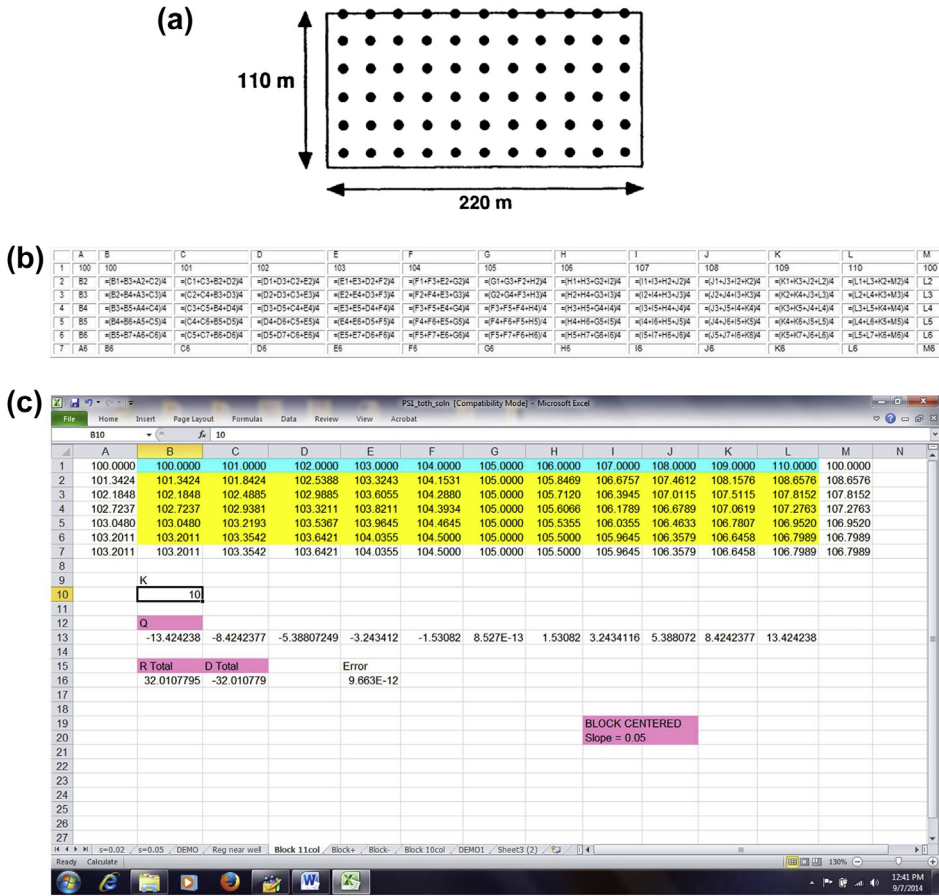 (a)
110 m
220 m
(b)
A B C D E F G H I J K L M
1 100 100 101 102 103 104 105 106 107 108 109 110 100
2 B2 =(B1+B3+A2+C2)/4 =(C1+C3+B2+D2)/4 =(D1+D3+C2+E2)/4 =(E1+E3+D2+F2)/4 =(F1+F3+E2+G2)/4 =(G1+G3+F2+H2)/4 =(H1+H3+G2+I2)/4 =(I1+I3+H2+J2)/4 =(J1+J3+I2+K2)/4 =(K1+K3+J2+L2)/4 =(L1+L3+K2+M2)/4 L2
3 B3 =(B2+B4+A3+C3)/4 =(C2+C4+B3+D3)/4 =(D2+D4+C3+E3)/4 =(E2+E4+D3+F3)/4 =(F2+F4+E3+G3)/4 =(G2+G4+F3+H3)/4 =(H2+H4+G3+I3)/4 =(I2+I4+H3+J3)/4 =(J2+J4+I3+K3)/4 =(K2+K4+J3+L3)/4 =(L2+L4+K3+M3)/4 L3
4 B4 =(B3+B5+A4+C4)/4 =(C3+C5+B4+D4)/4 =(D3+D5+C4+E4)/4 =(E3+E5+D4+F4)/4 =(F3+F5+E4+G4)/4 =(F3+F5+F4+H4)/4 =(H3+H5+G4+I4)/4 =(I3+I5+H4+J4)/4 =(J3+J5+I4+K4)/4 =(K3+K5+J4+L4)/4 =(L3+L5+K4+M4)/4 L4
5 B5 =(B4+B6+A5+C5)/4 =(C4+C6+B5+D5)/4 =(D4+D6+C5+E5)/4 =(E4+E6+D5+F5)/4 =(F4+F6+E5+G5)/4 =(F4+F6+F5+H5)/4 =(H4+H6+G5+I5)/4 =(I4+I6+H5+J5)/4 =(J4+J6+I5+K5)/4 =(K4+K6+J5+L5)/4 =(L4+L6+K5+M5)/4 L5
6 B6 =(B5+B7+A6+C6)/4 =(C5+C7+B6+D6)/4 =(D5+D7+C6+E6)/4 =(E5+E7+D6+F6)/4 =(F5+F7+E6+G6)/4 =(F5+F7+F6+H6)/4 =(H5+H7+G6+I6)/4 =(I5+I7+H6+J6)/4 =(J5+J7+I6+K6)/4 =(K5+K7+J6+L6)/4 =(L5+L7+K6+M6)/4 L6
7 A6 B6 C6 D6 E6 F6 G6 H6 I6 J6 K6 L6 M6
(c)
PS1_toth_soln [Compatibility Mode] - Microsoft Excel
File Home Insert Page Layout Formulas Data Review View Acrobat
B10 fx 10
A B C D E F G H I J K L M N
1 100.0000 100.0000 101.0000 102.0000 103.0000 104.0000 105.0000 106.0000 107.0000 108.0000 109.0000 110.0000 100.0000
2 101.3424 101.3424 101.8424 102.5388 103.3243 104.1531 105.0000 105.8469 106.6757 107.4612 108.1576 108.6576 108.6576
3 102.1848 102.1848 102.4885 102.9885 103.6055 104.2880 105.0000 105.7120 106.3945 107.0115 107.5115 107.8152 107.8152
4 102.7237 102.7237 102.9381 103.3211 103.8211 104.3934 105.0000 105.6066 106.1789 106.6789 107.0619 107.2763 107.2763
5 103.0480 103.0480 103.2193 103.5367 103.9645 104.4645 105.0000 105.5355 106.0355 106.4633 106.7807 106.9520 106.9520
6 103.2011 103.2011 103.3542 103.6421 104.0355 104.5000 105.0000 105.5000 105.9645 106.3579 106.6458 106.7989 106.7989
7 103.2011 103.2011 103.3542 103.6421 104.0355 104.5000 105.0000 105.5000 105.9645 106.3579 106.6458 106.7989 106.7989
8
9 K
10 10
11
12 Q
13 -13.424238 -8.4242377 -5.38807249 -3.243412 -1.53082 8.527E-13 1.53082 3.2434116 5.388072 8.4242377 13.424238
14
15 R Total D Total Error
16 32.0107795 -32.010779 9.663E-12
17
18
19 BLOCK CENTERED
20 Slope = 0.05
21
22
23
24
25
26
27
s=0.02 s=0.05 DEMO Reg near well Block 11col Block+ Block- Block 10col DEMO1 Sheet3 (2)
Ready Calculate 130%
12:41 PM
9/7/2014